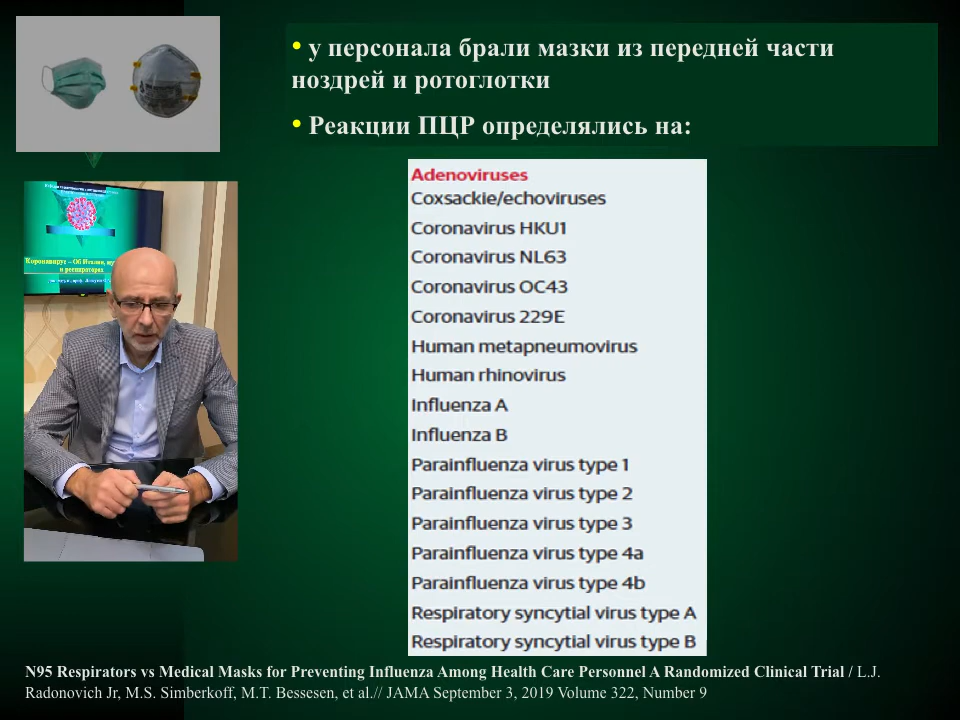 • у персонала брали мазки из передней части
ноздрей и ротоглотки
• Реакции ПЦР определялись на:
Adenoviruses
Coxsackie/echoviruses
Coronavirus HKU1
Coronavirus NL63
Coronavirus OC43
Coronavirus 229E
Human metapneumovirus
Human rhinovirus
Influenza A
Influenza B
Parainfluenza virus type 1
Parainfluenza virus type 2
Parainfluenza virus type 3
Parainfluenza virus type 4a
Parainfluenza virus type 4b
Respiratory syncytial virus type A
Respiratory syncytial virus type B
Коронавирус – Об
и респираторах
N95 Respirators vs Medical Masks for Preventing Influenza Among Health Care Personnel A Randomized Clinical Trial / L.J.
Radonovich Jr, M.S. Simberkoff, M.T. Bessesen, et al.// JAMA September 3, 2019 Volume 322, Number 9